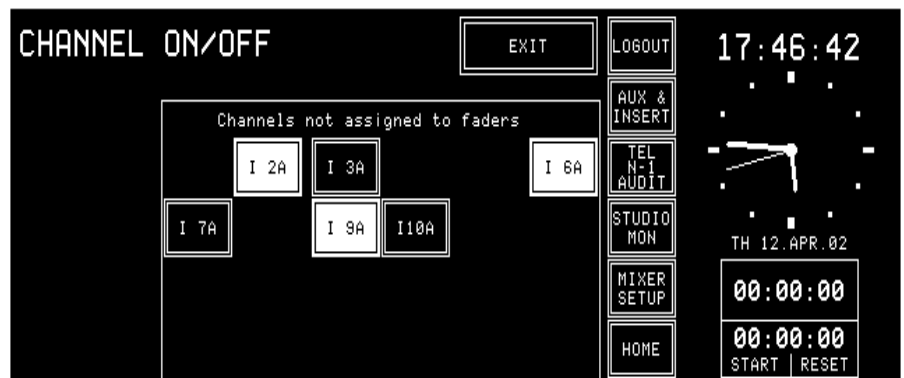 CHANNEL ON/OFF
EXIT
Channels not assigned to faders
I 2A
I 3A
I 6A
I 7A
I 9A
I10A
LOGOUT
AUX &
INSERT
TEL
N-1
AUDIT
STUDIO
MON
MIXER
SETUP
HOME
17:46:42
TH 12.APR.02
00:00:00
00:00:00
START RESET